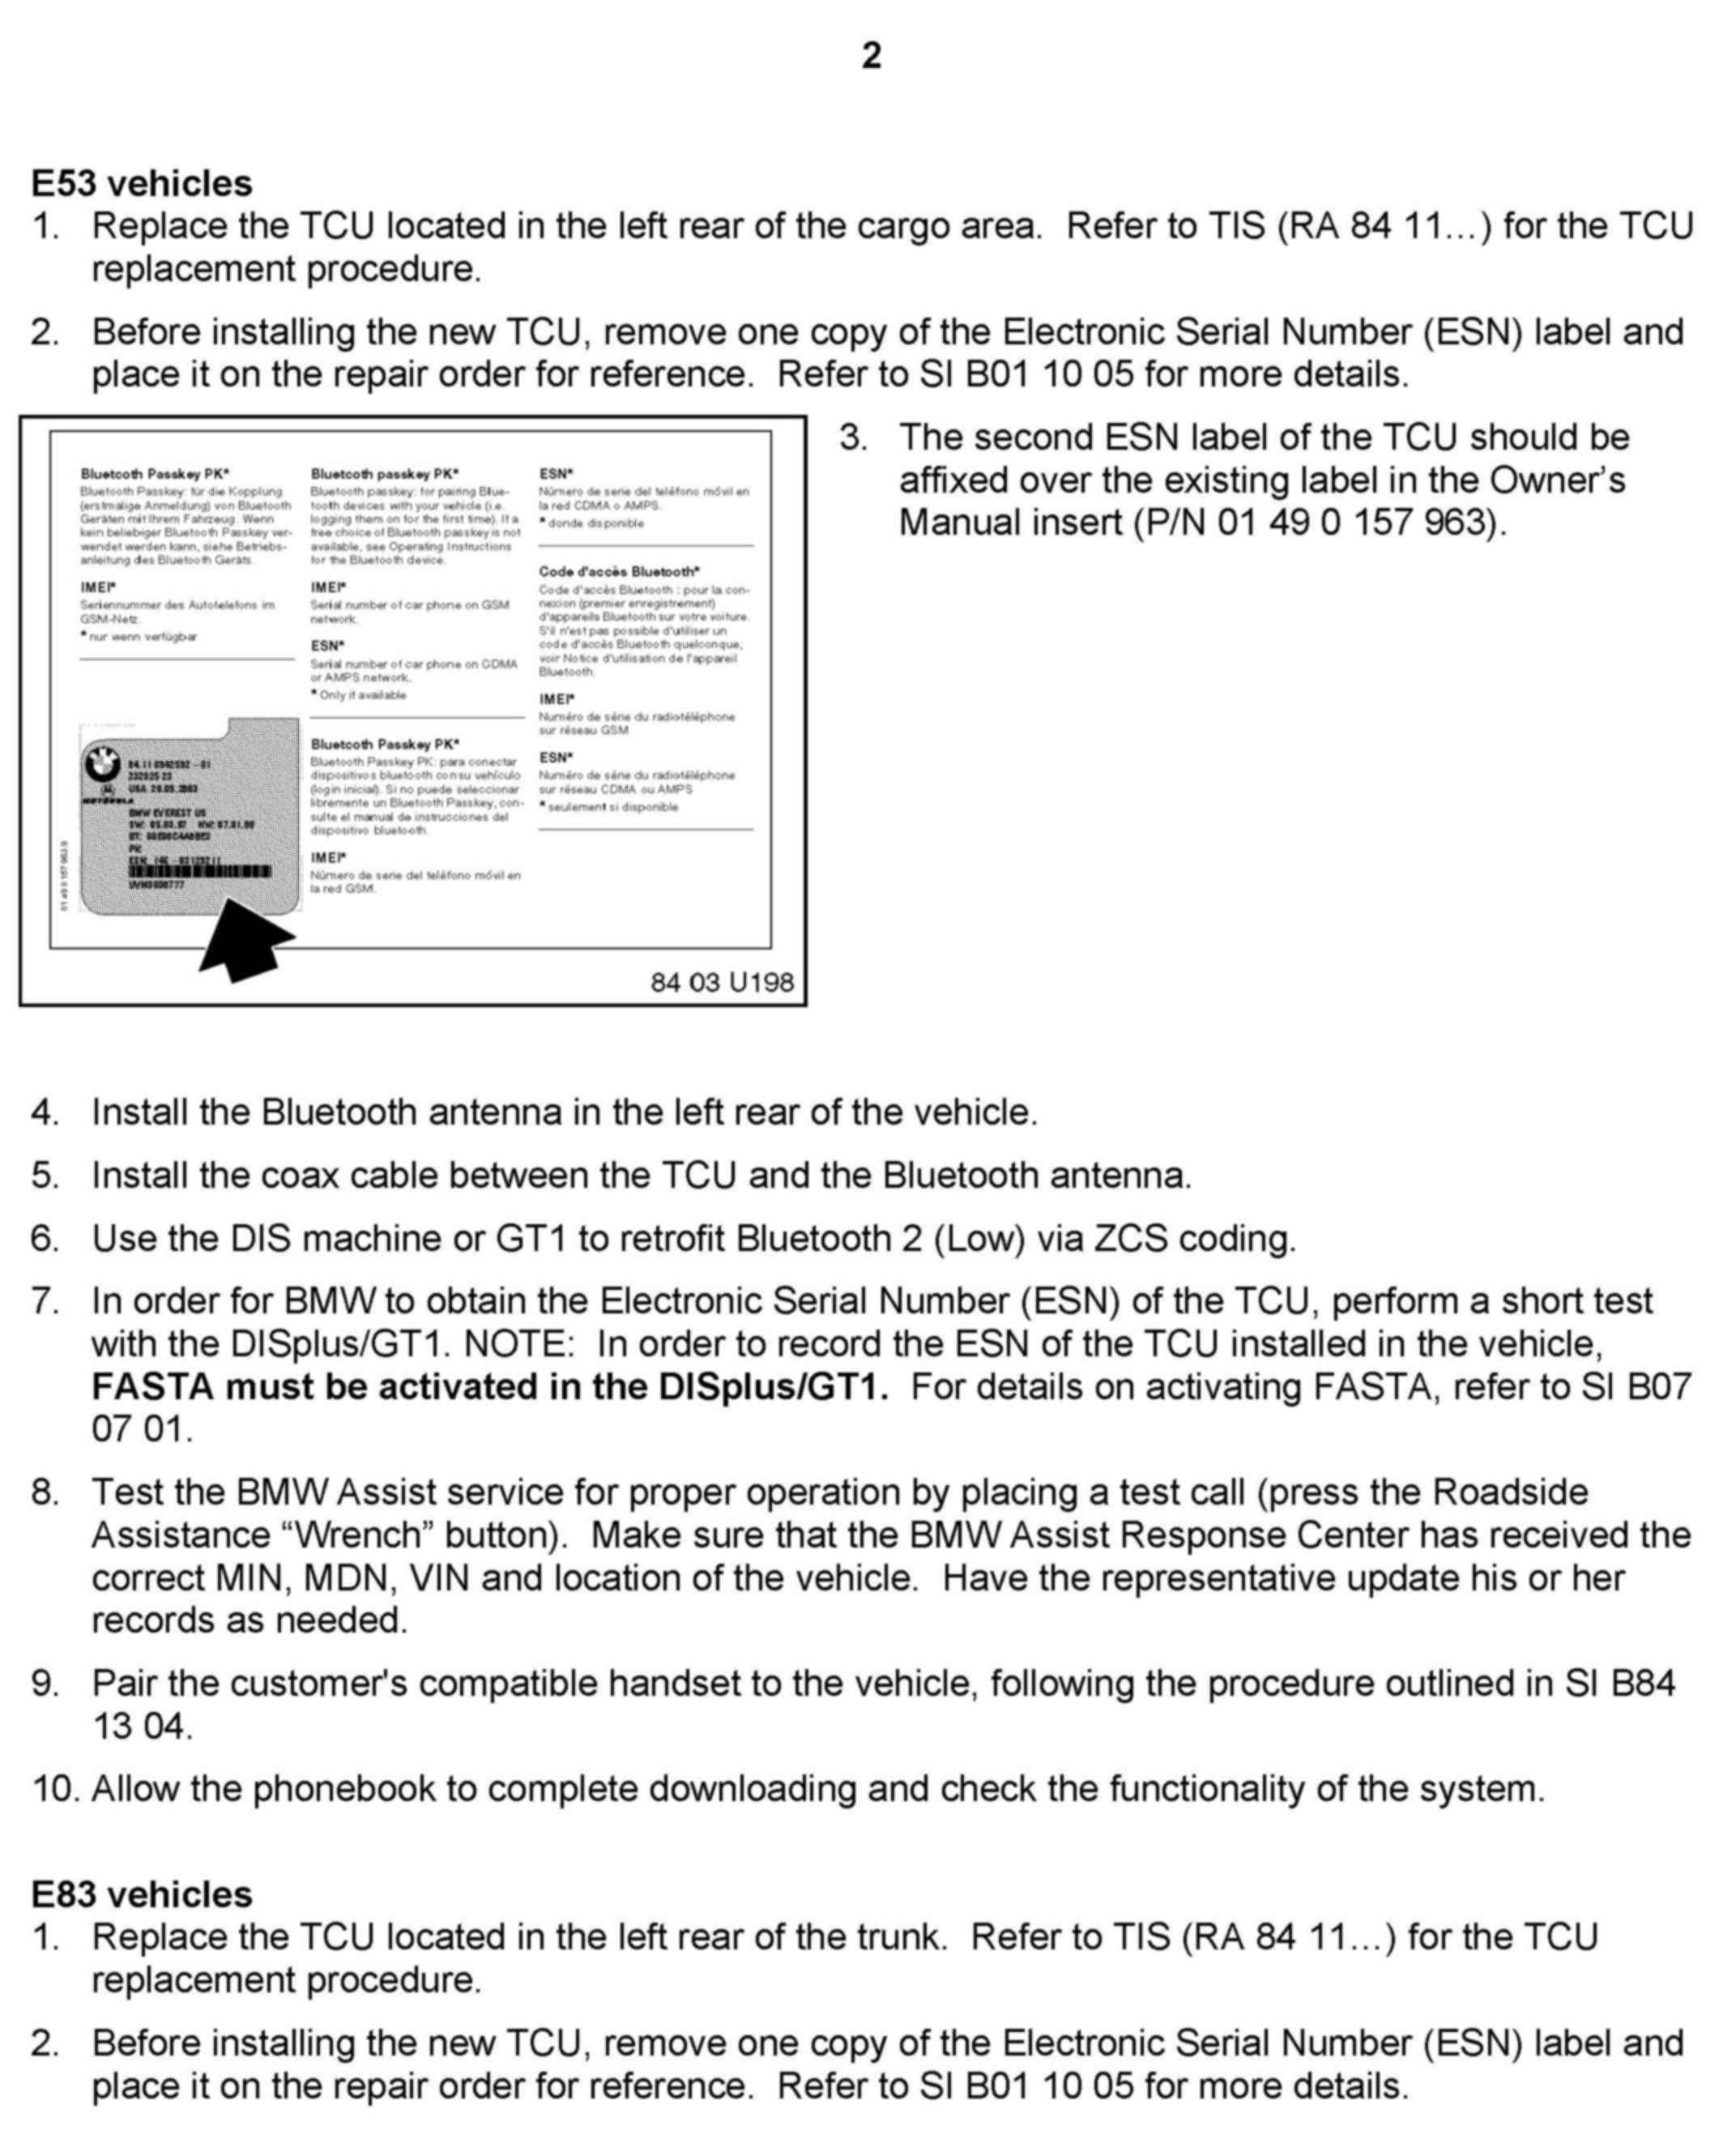 2
E53 vehicles
1. Replace the TCU located in the left rear of the cargo area. Refer to TIS (RA 84 11...) for the TCU
replacement procedure.
2. Before installing the new TCU, remove one copy of the Electronic Serial Number (ESN) label and
place it on the repair order for reference. Refer to SI B01 10 05 for more details.
Bluetooth Passkey PK*
Bluetooth Passkey: für die Kopplung
(erstmalige Anmeldung) von Bluetooth
Geräten mit Ihrem Fahrzeug. Wenn
kein beliebiger Bluetooth Passkey ver-
wendet werden kann, siehe Betriebs-
anleitung des Bluetooth Geräts.
IMEI*
Seriennummer des Autotelefons im
GSM-Netz.
* nur wenn verfügbar
MOTOROLA
BMW EVEREST US
PK:
01 49 0 157 963.9
Bluetooth passkey PK*
Bluetooth passkey: for pairing Blue-
tooth devices with your vehicle (i.e.
logging them on for the first time). If a
free choice of Bluetooth passkey is not
available, see Operating Instructions
for the Bluetooth device.
IMEI*
Serial number of car phone on GSM
network.
ESN*
Serial number of car phone on CDMA
or AMPS network.
* Only if available
Bluetooth Passkey PK*
Bluetooth Passkey PK: para conectar
dispositivos bluetooth con su vehículo
(login inicial). Si no puede seleccionar
libremente un Bluetooth Passkey, con-
sulte el manual de instrucciones del
dispositivo bluetooth.
IMEI*
Número de serie del teléfono móvil en
la red GSM.
ESN*
Número de serie del teléfono móvil en
la red CDMA o AMPS.
* donde disponible
Code d'accès Bluetooth*
Code d'accès Bluetooth : pour la con-
nexion (premier enregistrement)
d'appareils Bluetooth sur votre voiture.
S'il n'est pas possible d'utiliser un
code d'accès Bluetooth quelconque,
voir Notice d'utilisation de l'appareil
Bluetooth.
IMEI*
Numéro de série du radiotéléphone
sur réseau GSM
ESN*
Numéro de série du radiotéléphone
sur réseau CDMA ou AMPS
* seulement si disponible
84 03 U198
3. The second ESN label of the TCU should be
affixed over the existing label in the Owner’s
Manual insert (P/N 01 49 0 157 963).
4. Install the Bluetooth antenna in the left rear of the vehicle.
5. Install the coax cable between the TCU and the Bluetooth antenna.
6. Use the DIS machine or GT1 to retrofit Bluetooth 2 (Low) via ZCS coding.
7. In order for BMW to obtain the Electronic Serial Number (ESN) of the TCU, perform a short test
with the DISplus/GT1. NOTE: In order to record the ESN of the TCU installed in the vehicle,
FASTA must be activated in the DISplus/GT1. For details on activating FASTA, refer to SI B07
07 01.
8. Test the BMW Assist service for proper operation by placing a test call (press the Roadside
Assistance “Wrench” button). Make sure that the BMW Assist Response Center has received the
correct MIN, MDN, VIN and location of the vehicle. Have the representative update his or her
records as needed.
9. Pair the customer's compatible handset to the vehicle, following the procedure outlined in SI B84
13 04.
10. Allow the phonebook to complete downloading and check the functionality of the system.
E83 vehicles
1. Replace the TCU located in the left rear of the trunk. Refer to TIS (RA 84 11...) for the TCU
replacement procedure.
2. Before installing the new TCU, remove one copy of the Electronic Serial Number (ESN) label and
place it on the repair order for reference. Refer to SI B01 10 05 for more details.